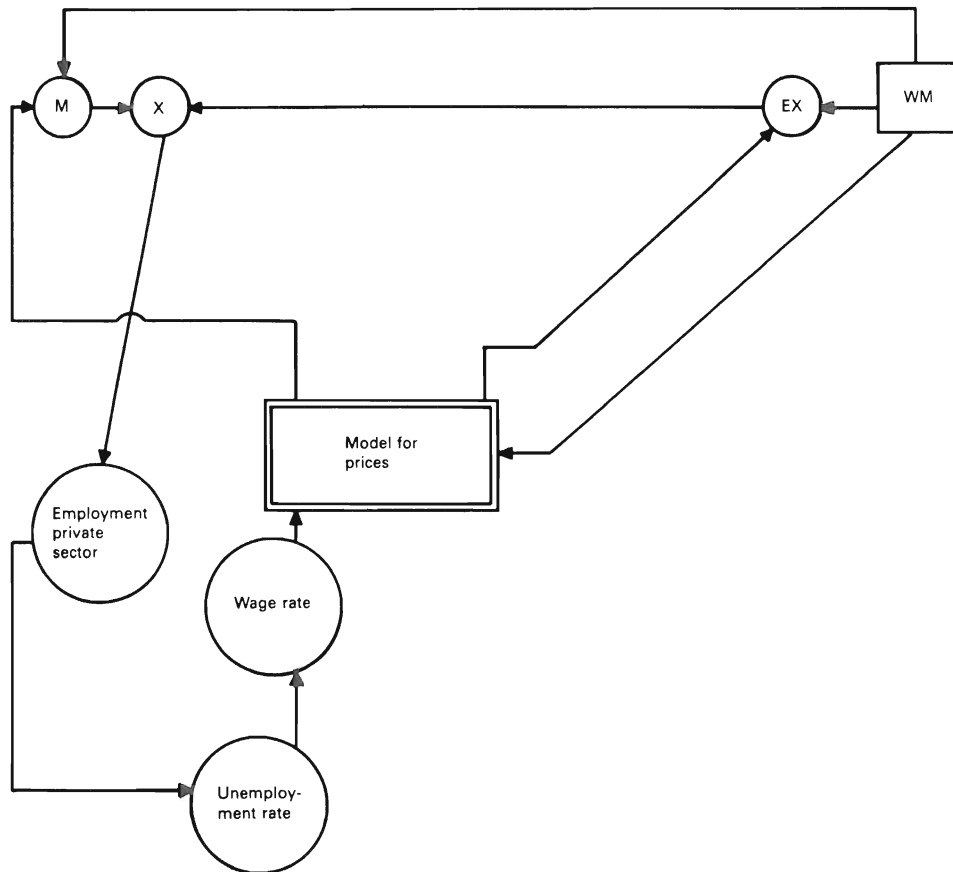 M
X
EX
WM
Model for
prices
Employment
private
sector
Wage rate
Unemploy-
ment rate